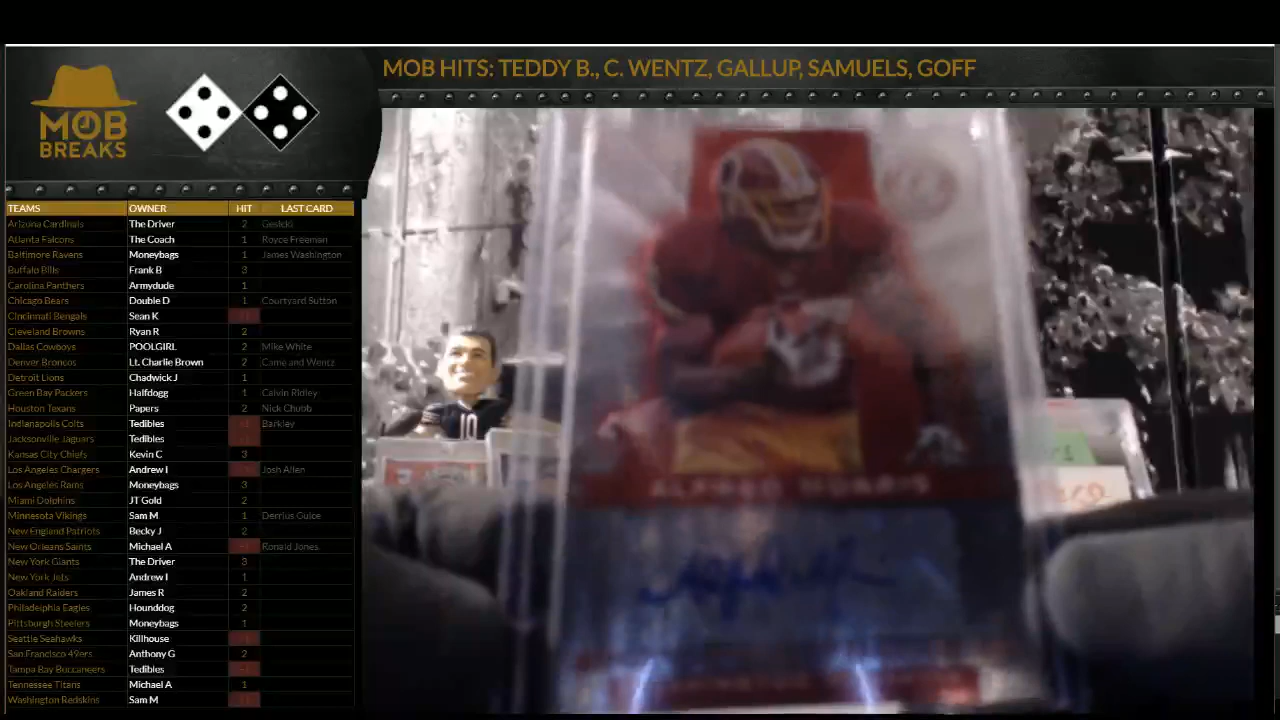 MOB HITS: TEDDY B., C. WENTZ, GALLUP, SAMUELS, GOFF
MOB
BREAKS
TEAMS OWNER HIT LAST CARD
Arizona Cardinals The Driver 2 Gesicki
Atlanta Falcons The Coach 1 Royce Freeman
Baltimore Ravens Moneybags 1 James Washington
Buffalo Bills Frank B 3
Carolina Panthers Armydude 1
Chicago Bears Double D 1 Courtyard Sutton
Cincinnati Bengals Sean K
Cleveland Browns Ryan R 2
Dallas Cowboys POOLGIRL 2 Mike White
Denver Broncos Lt. Charlie Brown 2 Came and Wentz
Detroit Lions Chadwick J 1
Green Bay Packers Halfdogg 1 Calvin Ridley
Houston Texans Papers 2 Nick Chubb
Indianapolis Colts Tedibles Barkley
Jacksonville Jaguars Tedibles
Kansas City Chiefs Kevin C 3
Los Angeles Chargers Andrew I Josh Allen
Los Angeles Rams Moneybags 3
Miami Dolphins JT Gold 2
Minnesota Vikings Sam M 1 Derrius Guice
New England Patriots Becky J 2
New Orleans Saints Michael A Ronald Jones
New York Giants The Driver 3
New York Jets Andrew I 1
Oakland Raiders James R 2
Philadelphia Eagles Hounddog 2
Pittsburgh Steelers Moneybags 1
Seattle Seahawks Killhouse
San Francisco 49ers Anthony G 2
Tampa Bay Buccaneers Tedibles
Tennessee Titans Michael A 1
Washington Redskins Sam M
ALFRED MORRIS
10